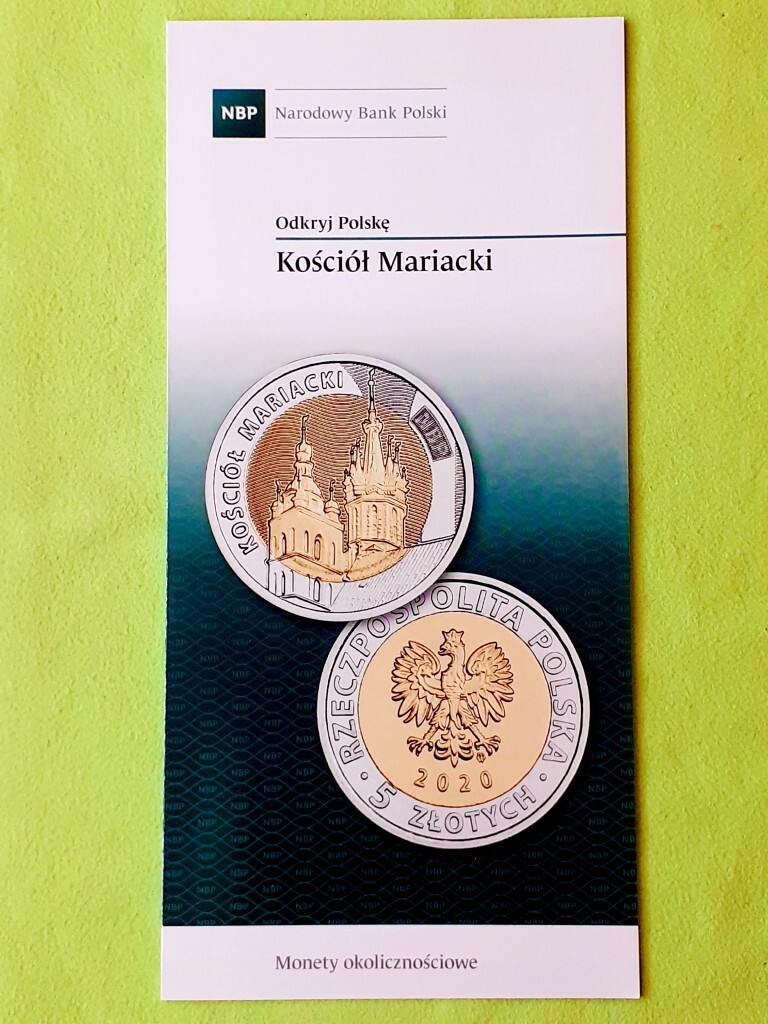 NBP
Narodowy Bank Polski
Odkryj Polskę
Kościół Mariacki
KOŚCIÓŁ MARIACKI
RZECZPOSPOLITA POLSKA
2020
5 ZŁOTYCH
Monety okolicznościowe